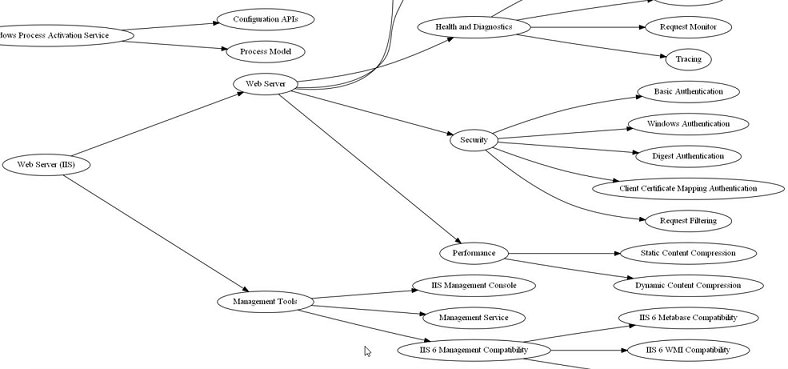 Configuration APIs
dows Process Activation Service
Process Model
Health and Diagnostics
Request Monitor
Tracing
Web Server
Basic Authentication
Windows Authentication
Security
Digest Authentication
Web Server (IIS)
Client Certificate Mapping Authentication
Request Filtering
Performance
Static Content Compression
IIS Management Console
Dynamic Content Compression
Management Tools
Management Service
IIS 6 Metabase Compatibility
IIS 6 Management Compatibility
IIS 6 WMI Compatibility